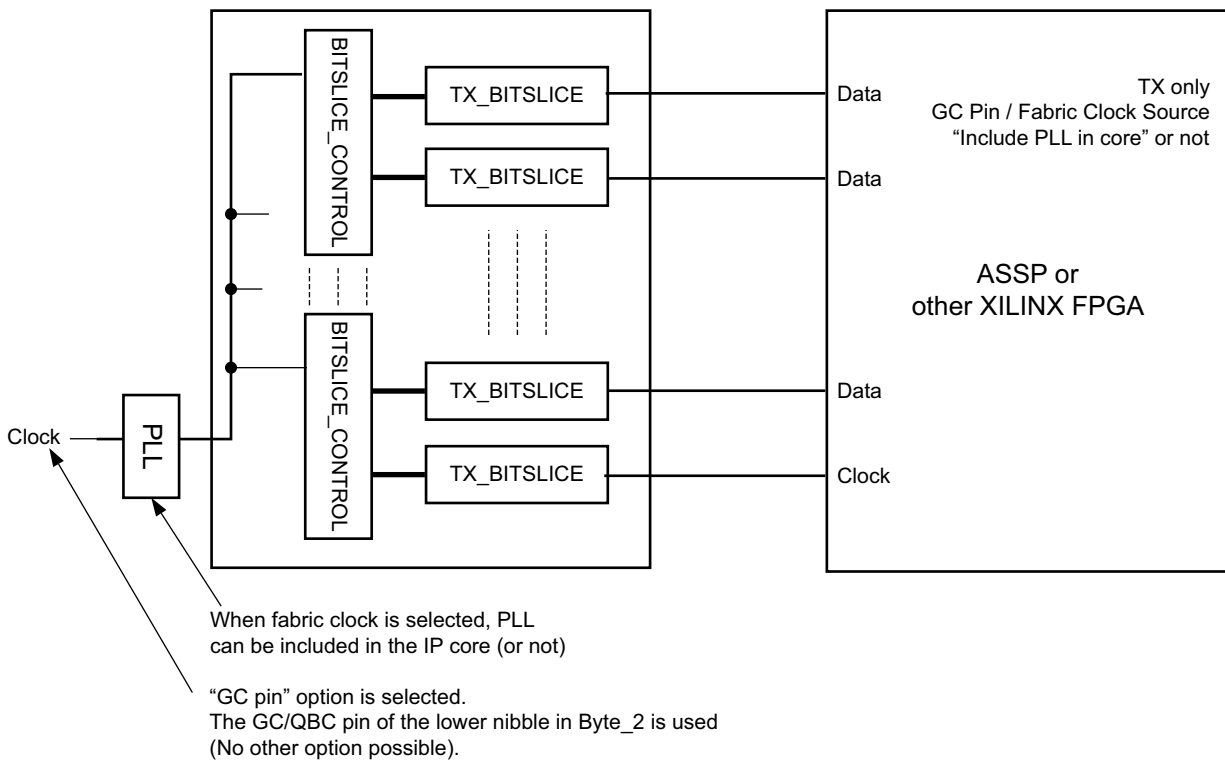 BITSLICE_CONTROL
TX_BITSLICE
Data
TX only
GC Pin / Fabric Clock Source
“Include PLL in core” or not
TX_BITSLICE
Data
ASSP or
other XILINX FPGA
BITSLICE_CONTROL
TX_BITSLICE
Data
Clock
PLL
TX_BITSLICE
Clock
When fabric clock is selected, PLL
can be included in the IP core (or not)
“GC pin” option is selected.
The GC/QBC pin of the lower nibble in Byte_2 is used
(No other option possible).